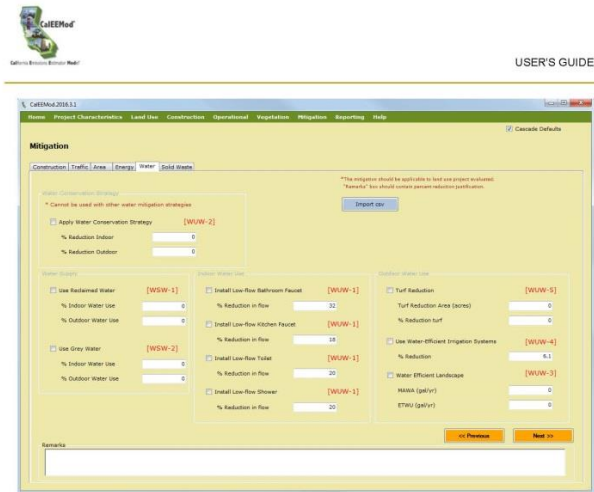 CalEEMod
California Emissions Estimator Model
USER'S GUIDE
CalEEMod.2016.3.1
Home Project Characteristics Land Use Construction Operational Vegetation Mitigation Reporting Help
Cascade Defaults
Mitigation
Construction Traffic Area Energy Water Solid Waste
*The mitigation should be applicable to land use project evaluated.
"Remarks" box should contain percent reduction justification.
Import csv
Water Conservation Strategy
* Cannot be used with other water mitigation strategies
Apply Water Conservation Strategy [WUW-2]
% Reduction Indoor 0
% Reduction Outdoor 0
Water Supply
Use Reclaimed Water [WSW-1]
% Indoor Water Use 0
% Outdoor Water Use 0
Use Grey Water [WSW-2]
% Indoor Water Use 0
% Outdoor Water Use 0
Indoor Water Use
Install Low-flow Bathroom Faucet [WUW-1]
% Reduction in flow 32
Install Low-flow Kitchen Faucet [WUW-1]
% Reduction in flow 18
Install Low-flow Toilet [WUW-1]
% Reduction in flow 20
Install Low-flow Shower [WUW-1]
% Reduction in flow 20
Outdoor Water Use
Turf Reduction [WUW-5]
Turf Reduction Area (acres) 0
% Reduction turf 0
Use Water-Efficient Irrigation Systems [WUW-4]
% Reduction 6.1
Water Efficient Landscape [WUW-3]
MAWA (gal/yr) 0
ETWU (gal/yr) 0
<< Previous Next >>
Remarks